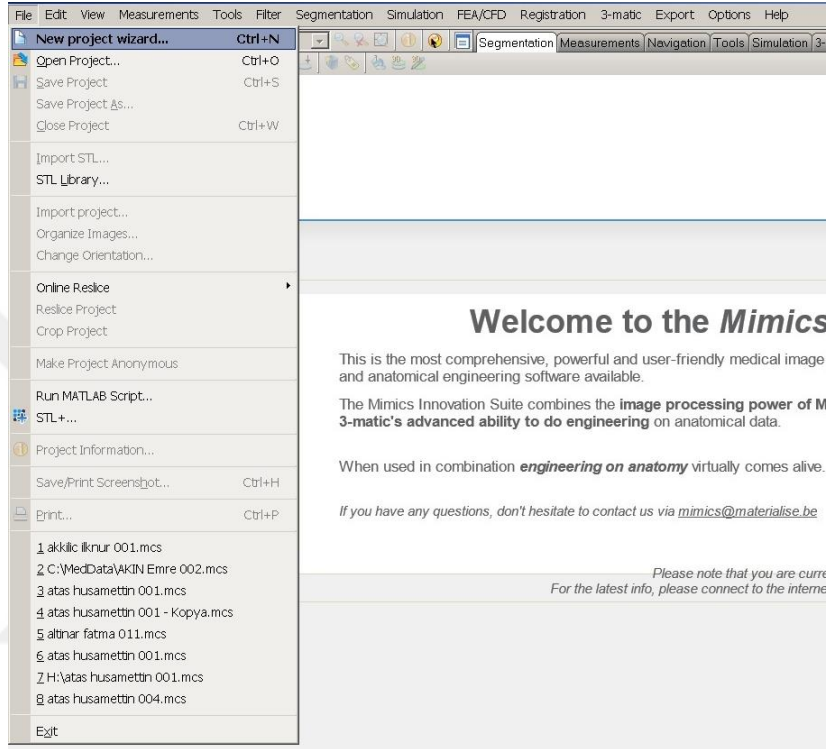 File Edit View Measurements Tools Filter Segmentation Simulation FEA/CFD Registration 3-matic Export Options Help
New project wizard... Ctrl+N
Open Project... Ctrl+O
Save Project Ctrl+S
Save Project As...
Close Project Ctrl+W
Import STL...
STL Library...
Import project...
Organize Images...
Change Orientation...
Online Reslice
Reslice Project
Crop Project
Make Project Anonymous
Run MATLAB Script...
STL+...
Project Information...
Save/Print Screenshot... Ctrl+H
Print... Ctrl+P
1 akkilic ilknur 001.mcs
2 C:\MedData\AKIN Emre 002.mcs
3 atas husamettin 001.mcs
4 atas husamettin 001 - Kopya.mcs
5 altinar fatma 011.mcs
6 atas husamettin 001.mcs
7 H:\atas husamettin 001.mcs
8 atas husamettin 004.mcs
Exit
Segmentation Measurements Navigation Tools Simulation 3-
Welcome to the Mimics
This is the most comprehensive, powerful and user-friendly medical image
and anatomical engineering software available.
The Mimics Innovation Suite combines the image processing power of M
3-matic's advanced ability to do engineering on anatomical data.
When used in combination engineering on anatomy virtually comes alive.
If you have any questions, don't hesitate to contact us via mimics@materialise.be
Please note that you are curre
For the latest info, please connect to the interne